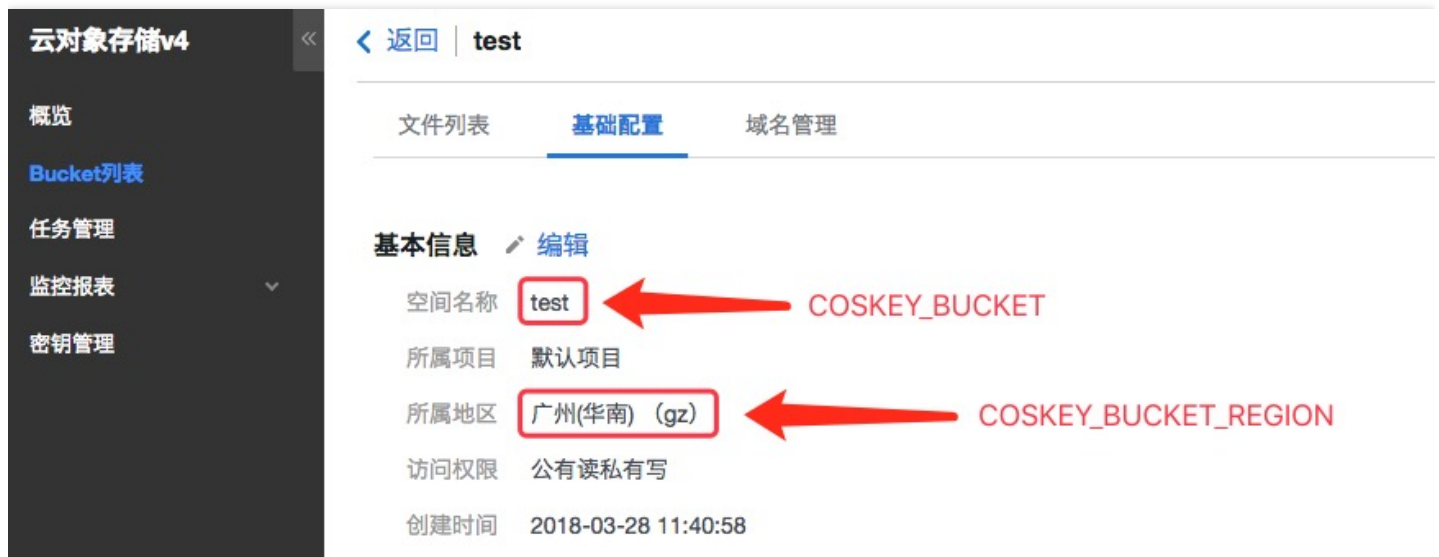 云对象存储v4
概览
Bucket列表
任务管理
监控报表
密钥管理
返回 test
文件列表 基础配置 域名管理
基本信息 编辑
空间名称 test COSKEY_BUCKET
所属项目 默认项目
所属地区 广州(华南) （gz） COSKEY_BUCKET_REGION
访问权限 公有读私有写
创建时间 2018-03-28 11:40:58